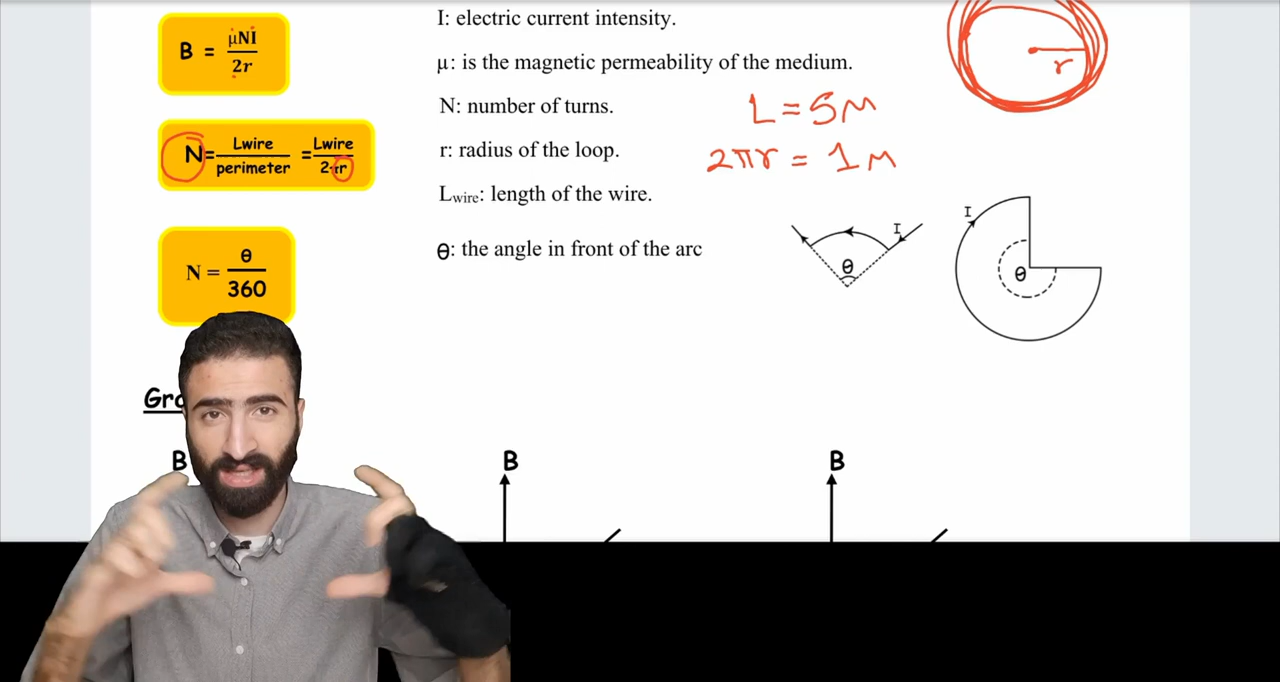 I: electric current intensity.
B = μNI / 2r
μ: is the magnetic permeability of the medium.
r
N: number of turns.
L = 5M
N = Lwire / perimeter = Lwire / 2πr
r: radius of the loop.
2πr = 1M
Lwire: length of the wire.
I
I
θ: the angle in front of the arc
N = θ / 360
θ
θ
B
B
B